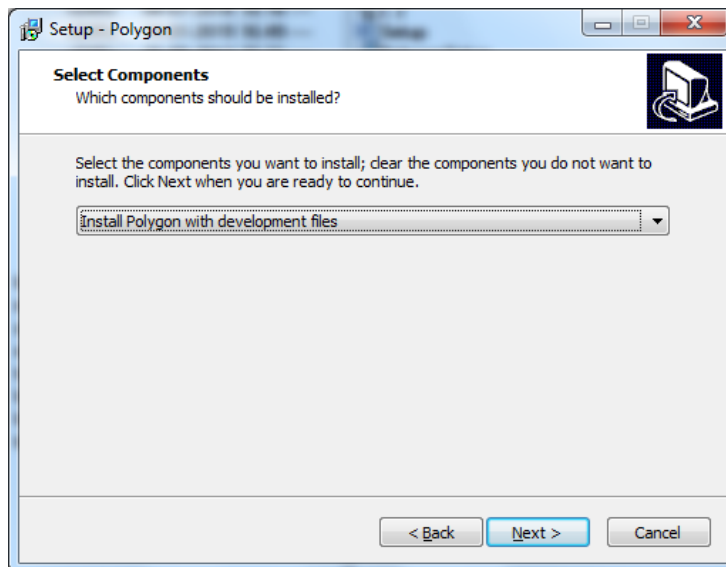 Setup - Polygon
Select Components
Which components should be installed?
Select the components you want to install; clear the components you do not want to
install. Click Next when you are ready to continue.
Install Polygon with development files
< Back
Next >
Cancel